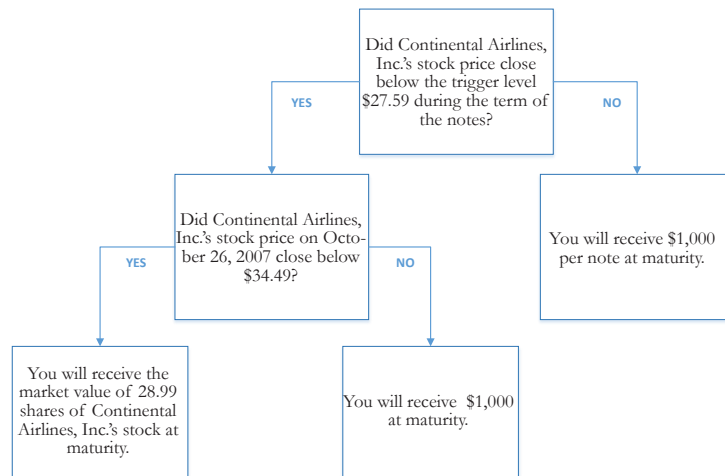 Did Continental Airlines,
Inc.'s stock price close
below the trigger level
$27.59 during the term of
the notes?
YES
NO
Did Continental Airlines,
Inc.'s stock price on Octo-
ber 26, 2007 close below
$34.49?
You will receive $1,000
per note at maturity.
YES
NO
You will receive the
market value of 28.99
shares of Continental
Airlines, Inc.'s stock at
maturity.
You will receive $1,000
at maturity.